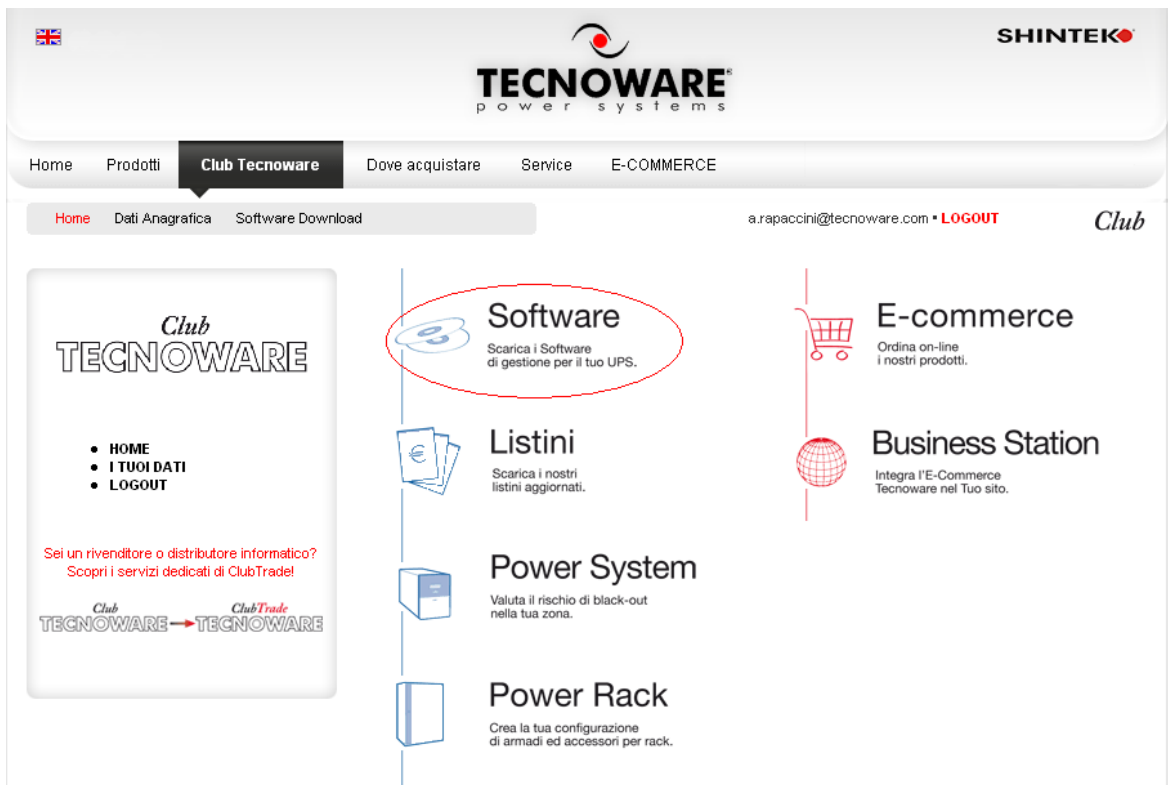 SHINTEK
TECNOWARE
power systems
Home Prodotti Club Tecnoware Dove acquistare Service E-COMMERCE
Home Dati Anagrafica Software Download a.rapaccini@tecnoware.com • LOGOUT Club
Club
TECNOWARE
• HOME
• I TUOI DATI
• LOGOUT
Sei un rivenditore o distributore informatico?
Scopri i servizi dedicati di ClubTrade!
Club
TECNOWARE
ClubTrade
TECNOWARE
Software
Scarica i Software
di gestione per il tuo UPS.
Listini
Scarica i nostri
listini aggiornati.
Power System
Valuta il rischio di black-out
nella tua zona.
Power Rack
Crea la tua configurazione
di armadi ed accessori per rack.
E-commerce
Ordina on-line
i nostri prodotti.
Business Station
Integra l'E-Commerce
Tecnoware nel Tuo sito.